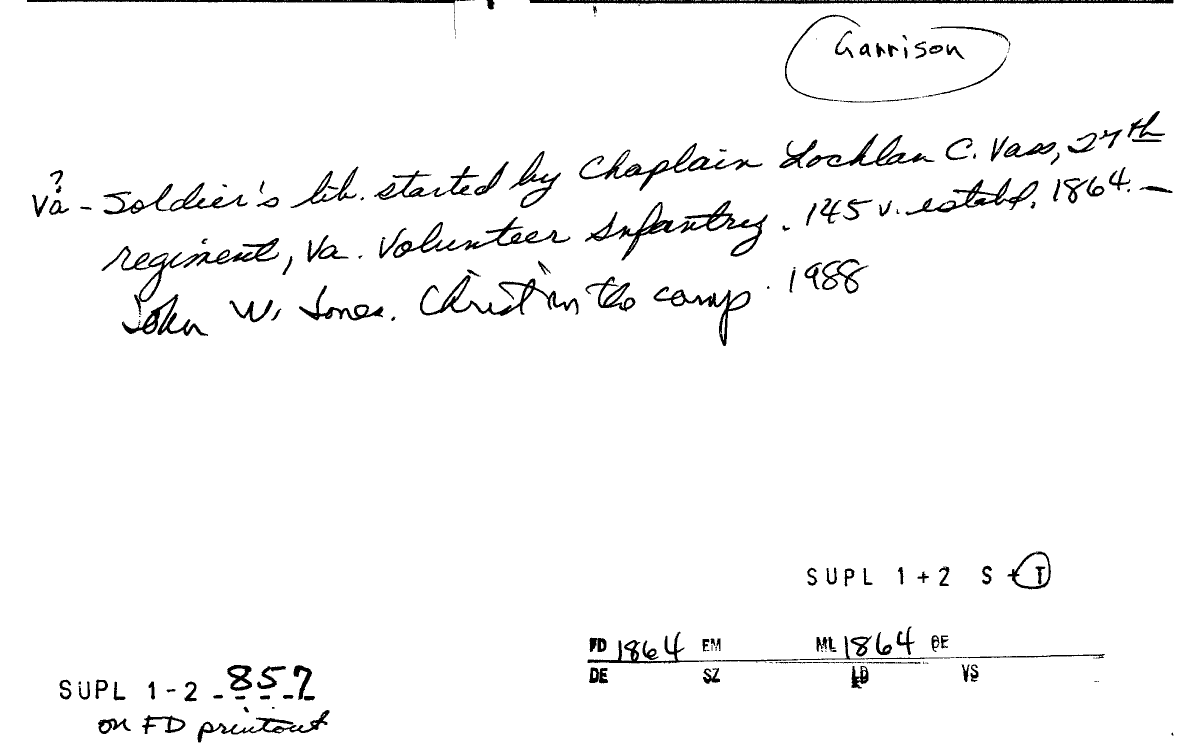 Garrison
?
Va - Soldier's lib. started by Chaplain Lochlan C. Vass, 27th
regiment, Va. Volunteer Infantry. 145 v. estabd. 1864. —
John W. Jones. Christ in the camp. 1988
SUPL 1+2 S + T
FD 1864 EM ML 1864 BE
DE SZ LB VS
SUPL 1-2 - 857
on FD printout